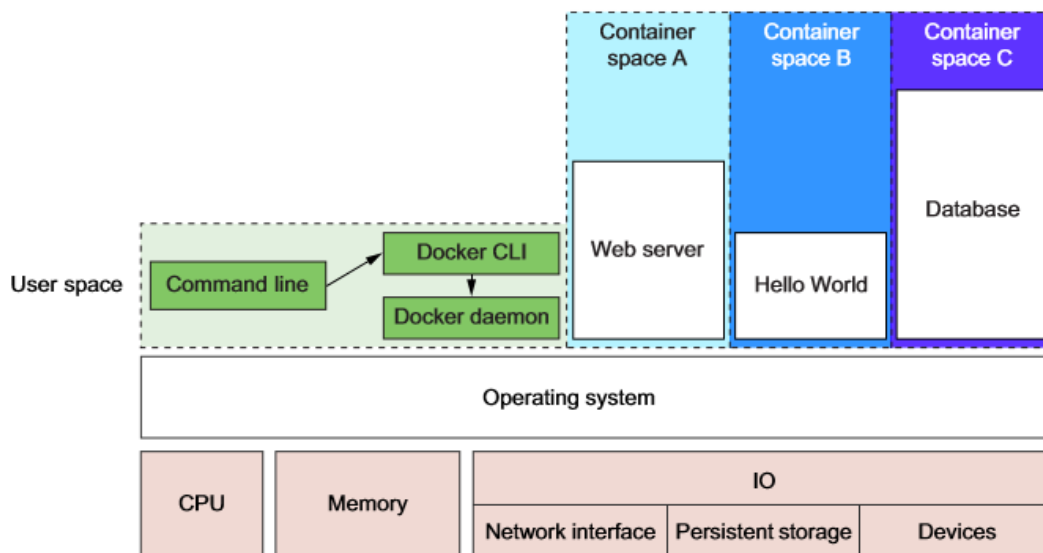 Container
space A
Container
space B
Container
space C
Database
Web server
Docker CLI
User space
Command line
Hello World
Docker daemon
Operating system
CPU
Memory
IO
Network interface
Persistent storage
Devices